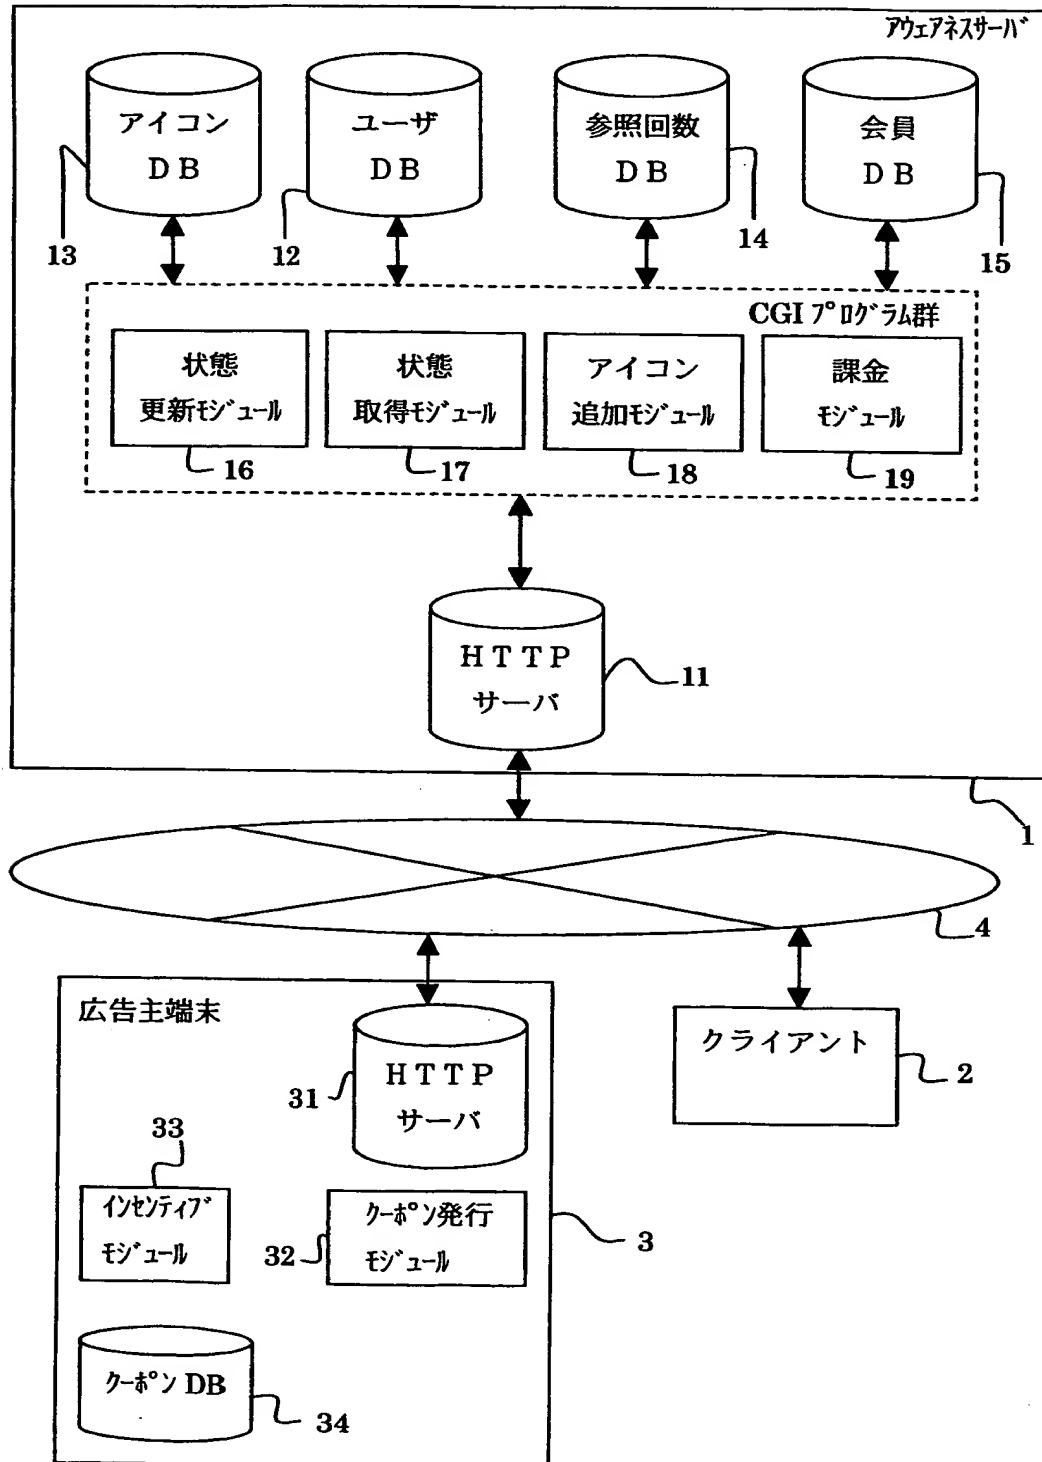 アウェアネスサーバ
アイコン
DB
ユーザ
DB
参照回数
DB
会員
DB
13
12
14
15
CGI プログラム群
状態
更新モジュール
状態
取得モジュール
アイコン
追加モジュール
課金
モジュール
16
17
18
19
HTTP
サーバ
11
1
4
広告主端末
HTTP
サーバ
31
クライアント
2
33
インセンティブ
モジュール
クーポン発行
モジュール
32
3
クーポン DB
34